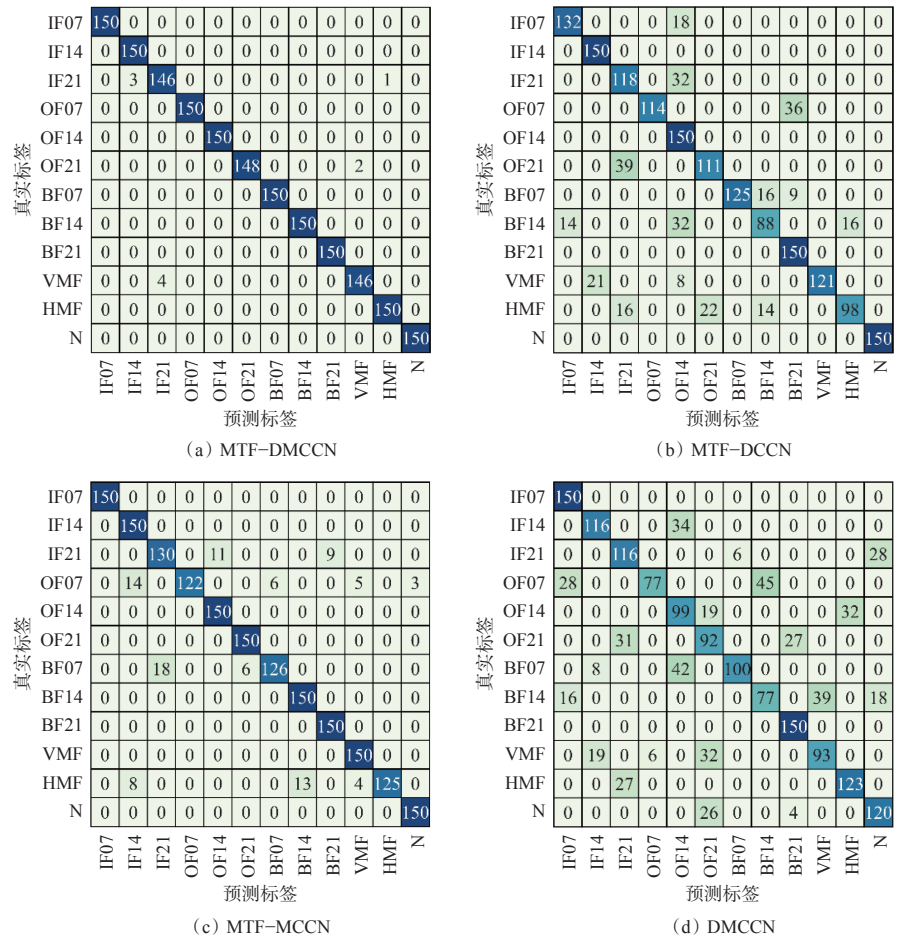 IF07 150 0 0 0 0 0 0 0 0 0 0 0
IF14 0 150 0 0 0 0 0 0 0 0 0 0
IF21 0 3 146 0 0 0 0 0 0 0 1 0
OF07 0 0 0 150 0 0 0 0 0 0 0 0
OF14 0 0 0 0 150 0 0 0 0 0 0 0
OF21 0 0 0 0 0 148 0 0 0 2 0 0
BF07 0 0 0 0 0 0 150 0 0 0 0 0
BF14 0 0 0 0 0 0 0 150 0 0 0 0
BF21 0 0 0 0 0 0 0 0 150 0 0 0
VMF 0 0 4 0 0 0 0 0 0 146 0 0
HMF 0 0 0 0 0 0 0 0 0 0 150 0
N 0 0 0 0 0 0 0 0 0 0 0 150
真实标签
IF07 IF14 IF21 OF07 OF14 OF21 BF07 BF14 BF21 VMF HMF N
预测标签
(a) MTF-DMCCN
IF07 132 0 0 0 18 0 0 0 0 0 0 0
IF14 0 150 0 0 0 0 0 0 0 0 0 0
IF21 0 0 118 0 32 0 0 0 0 0 0 0
OF07 0 0 0 114 0 0 0 0 36 0 0 0
OF14 0 0 0 0 150 0 0 0 0 0 0 0
OF21 0 0 39 0 0 111 0 0 0 0 0 0
BF07 0 0 0 0 0 0 125 16 9 0 0 0
BF14 14 0 0 0 32 0 0 88 0 0 16 0
BF21 0 0 0 0 0 0 0 0 150 0 0 0
VMF 0 21 0 0 8 0 0 0 0 121 0 0
HMF 0 0 16 0 0 22 0 14 0 0 98 0
N 0 0 0 0 0 0 0 0 0 0 0 150
真实标签
IF07 IF14 IF21 OF07 OF14 OF21 BF07 BF14 BF21 VMF HMF N
预测标签
(b) MTF-DCCN
IF07 150 0 0 0 0 0 0 0 0 0 0 0
IF14 0 150 0 0 0 0 0 0 0 0 0 0
IF21 0 0 130 0 11 0 0 0 9 0 0 0
OF07 0 14 0 122 0 0 6 0 0 5 0 3
OF14 0 0 0 0 150 0 0 0 0 0 0 0
OF21 0 0 0 0 0 150 0 0 0 0 0 0
BF07 0 0 18 0 0 6 126 0 0 0 0 0
BF14 0 0 0 0 0 0 0 150 0 0 0 0
BF21 0 0 0 0 0 0 0 0 150 0 0 0
VMF 0 0 0 0 0 0 0 0 0 150 0 0
HMF 0 8 0 0 0 0 0 13 0 4 125 0
N 0 0 0 0 0 0 0 0 0 0 0 150
真实标签
IF07 IF14 IF21 OF07 OF14 OF21 BF07 BF14 BF21 VMF HMF N
预测标签
(c) MTF-MCCN
IF07 150 0 0 0 0 0 0 0 0 0 0 0
IF14 0 116 0 0 34 0 0 0 0 0 0 0
IF21 0 0 116 0 0 0 6 0 0 0 0 28
OF07 28 0 0 77 0 0 0 45 0 0 0 0
OF14 0 0 0 0 99 19 0 0 0 0 32 0
OF21 0 0 31 0 0 92 0 0 27 0 0 0
BF07 0 8 0 0 42 0 100 0 0 0 0 0
BF14 16 0 0 0 0 0 0 77 0 39 0 18
BF21 0 0 0 0 0 0 0 0 150 0 0 0
VMF 0 19 0 6 0 32 0 0 0 93 0 0
HMF 0 0 27 0 0 0 0 0 0 0 123 0
N 0 0 0 0 0 26 0 0 4 0 0 120
真实标签
IF07 IF14 IF21 OF07 OF14 OF21 BF07 BF14 BF21 VMF HMF N
预测标签
(d) DMCCN